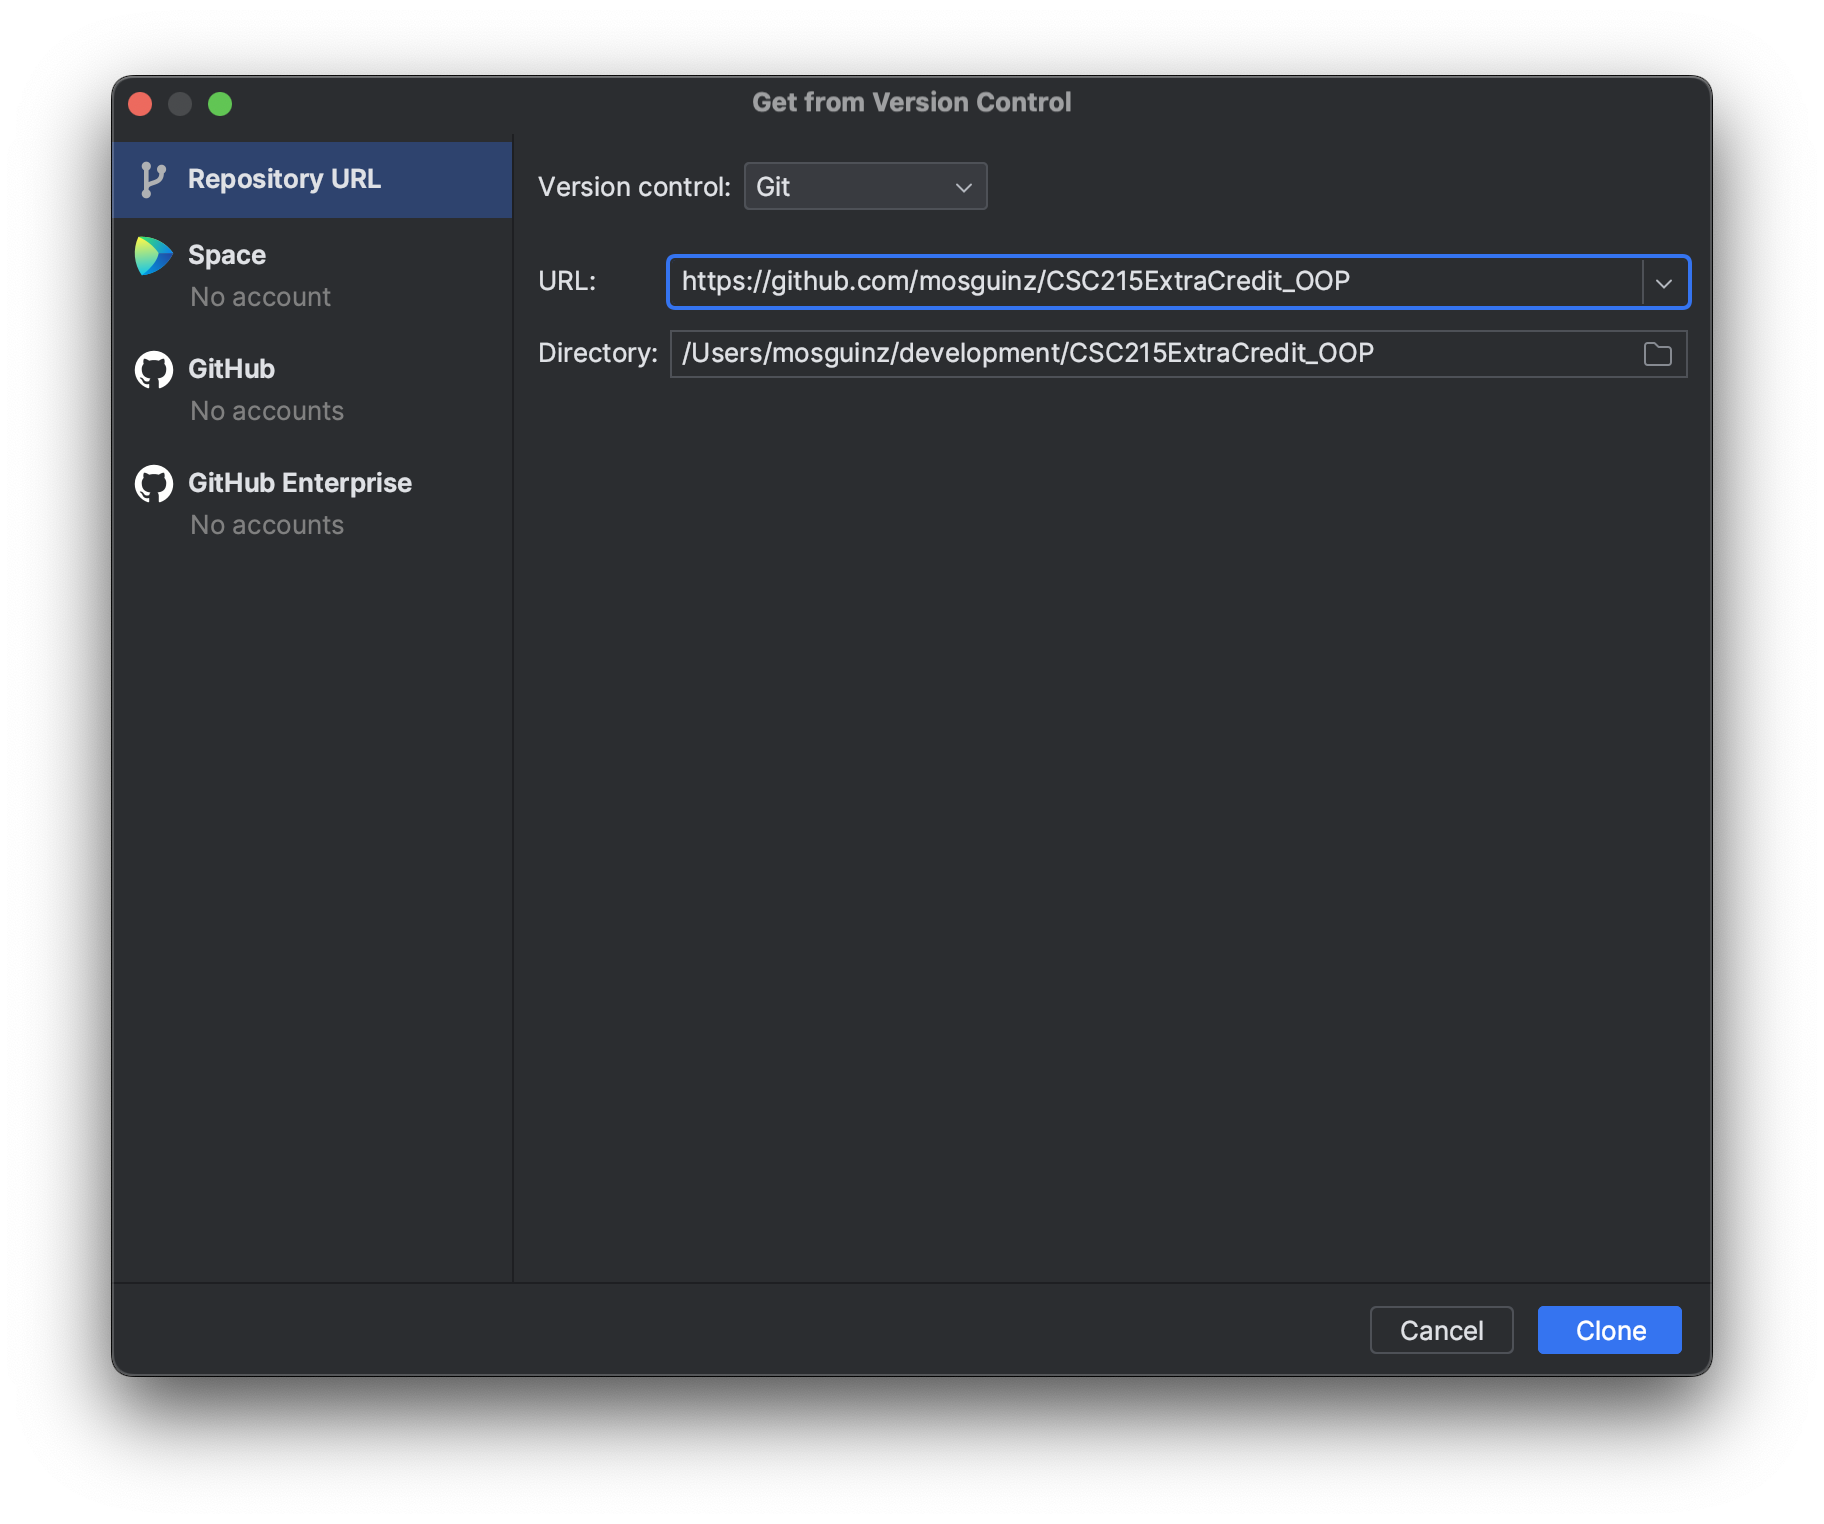 Get from Version Control
Repository URL
Space
No account
GitHub
No accounts
GitHub Enterprise
No accounts
Version control: Git
URL: https://github.com/mosguinz/CSC215ExtraCredit_OOP
Directory: /Users/mosguinz/development/CSC215ExtraCredit_OOP
Cancel Clone